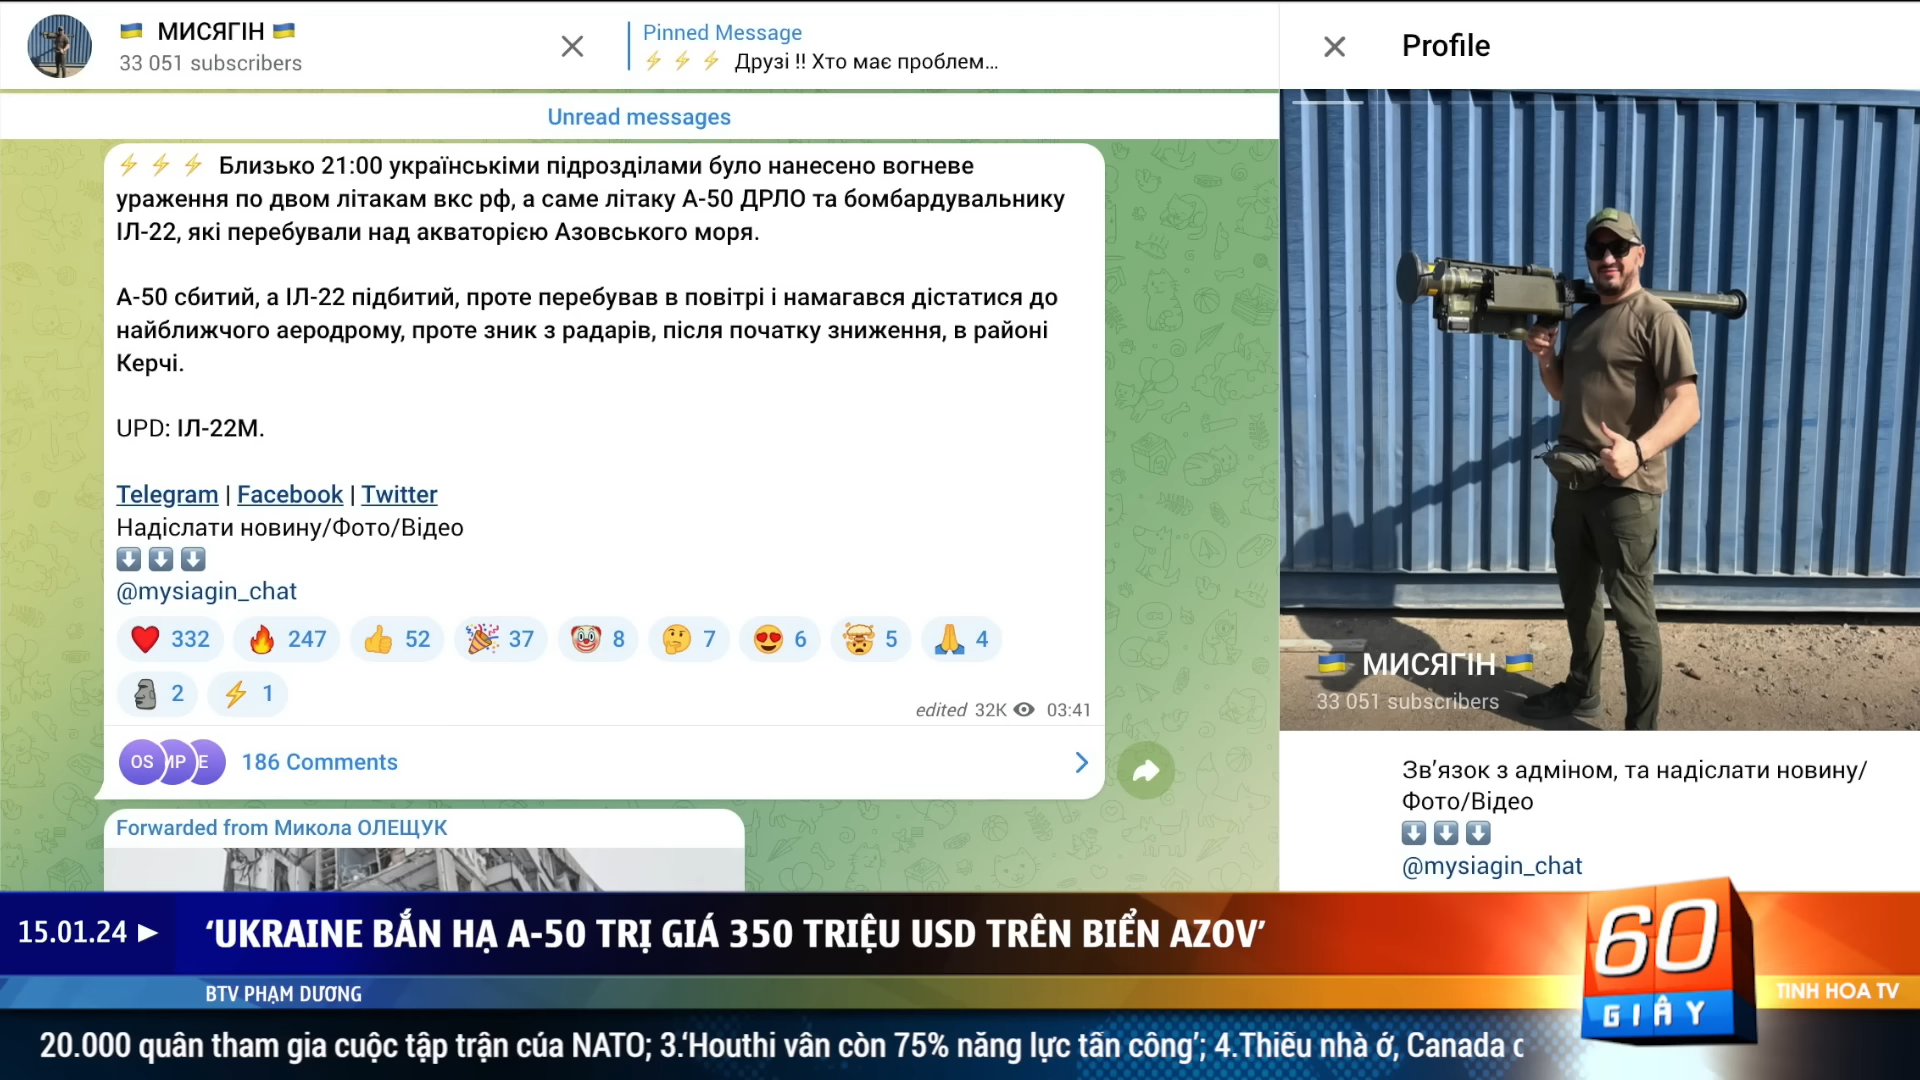 МИСЯГІН
33 051 subscribers
Pinned Message
Друзі !! Хто має проблем...
Profile
Unread messages
Близько 21:00 українськіми підрозділами було нанесено вогневе
ураження по двом літакам вкс рф, а саме літаку А-50 ДРЛО та бомбардувальнику
ІЛ-22, які перебували над акваторією Азовського моря.
А-50 сбитий, а ІЛ-22 підбитий, проте перебував в повітрі і намагався дістатися до
найближчого аеродрому, проте зник з радарів, після початку зниження, в районі
Керчі.
UPD: ІЛ-22М.
Telegram | Facebook | Twitter
Надіслати новину/Фото/Відео
@mysiagin_chat
332 247 52 37 8 7 6 5 4
2 1
edited 32K 03:41
OS MP E 186 Comments
Forwarded from Микола ОЛЕЩУК
МИСЯГІН
33 051 subscribers
Зв’язок з адміном, та надіслати новину/
Фото/Відео
@mysiagin_chat
15.01.24 ‘UKRAINE BẮN HẠ A-50 TRỊ GIÁ 350 TRIỆU USD TRÊN BIỂN AZOV’
BTV PHẠM DƯƠNG
60
GIÂY
TINH HOA TV
20.000 quân tham gia cuộc tập trận của NATO; 3.‘Houthi vẫn còn 75% năng lực tấn công’; 4.Thiếu nhà ở, Canada c